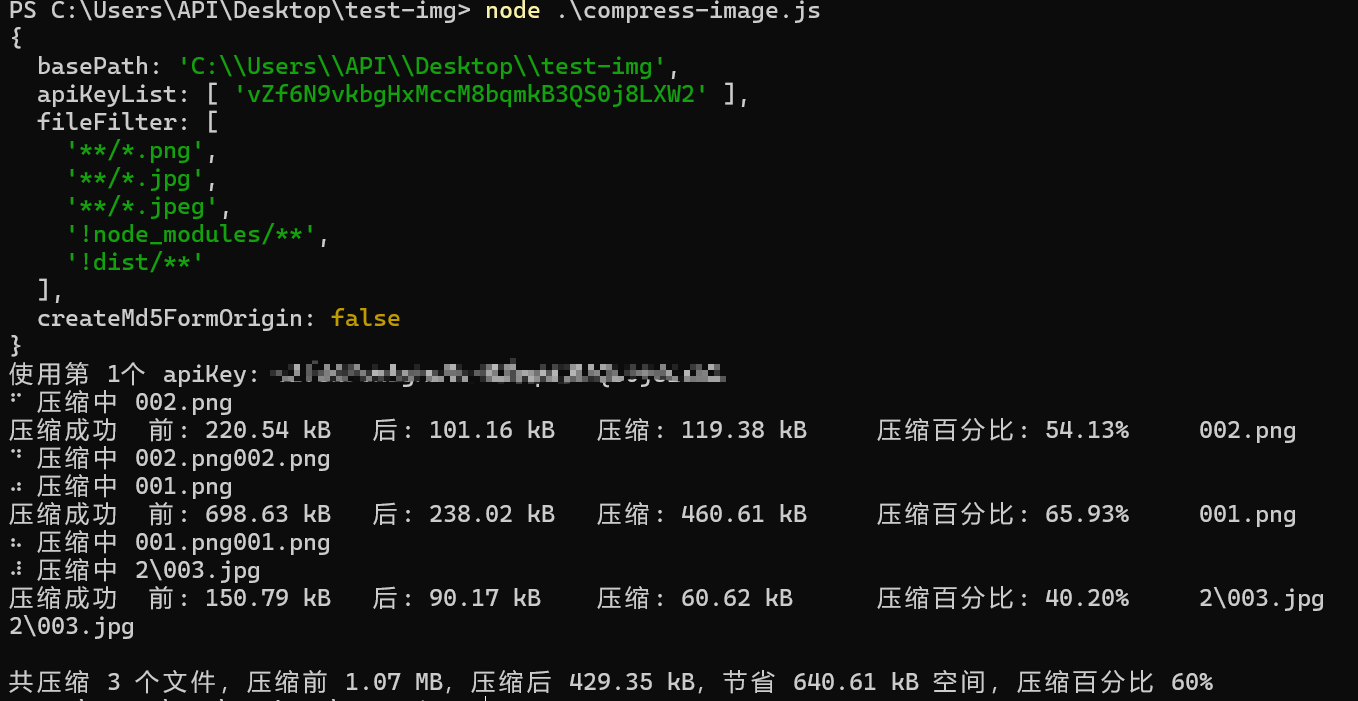 PS C:\Users\API\Desktop\test-img> node .\compress-image.js
{
  basePath: 'C:\\Users\\API\\Desktop\\test-img',
  apiKeyList: [ 'vZf6N9vkbgHxMccM8bqmkB3QS0j8LXW2' ],
  fileFilter: [
    '**/*.png',
    '**/*.jpg',
    '**/*.jpeg',
    '!node_modules/**',
    '!dist/**'
  ],
  createMd5FormOrigin: false
}
使用第 1个 apiKey:
⠋ 压缩中 002.png
压缩成功  前: 220.54 kB   后: 101.16 kB   压缩: 119.38 kB     压缩百分比: 54.13%     002.png
⠙ 压缩中 002.png002.png
⠴ 压缩中 001.png
压缩成功  前: 698.63 kB   后: 238.02 kB   压缩: 460.61 kB     压缩百分比: 65.93%     001.png
⠦ 压缩中 001.png001.png
⠼ 压缩中 2\003.jpg
压缩成功  前: 150.79 kB   后: 90.17 kB    压缩: 60.62 kB      压缩百分比: 40.20%     2\003.jpg
2\003.jpg
共压缩 3 个文件, 压缩前 1.07 MB, 压缩后 429.35 kB, 节省 640.61 kB 空间, 压缩百分比 60%